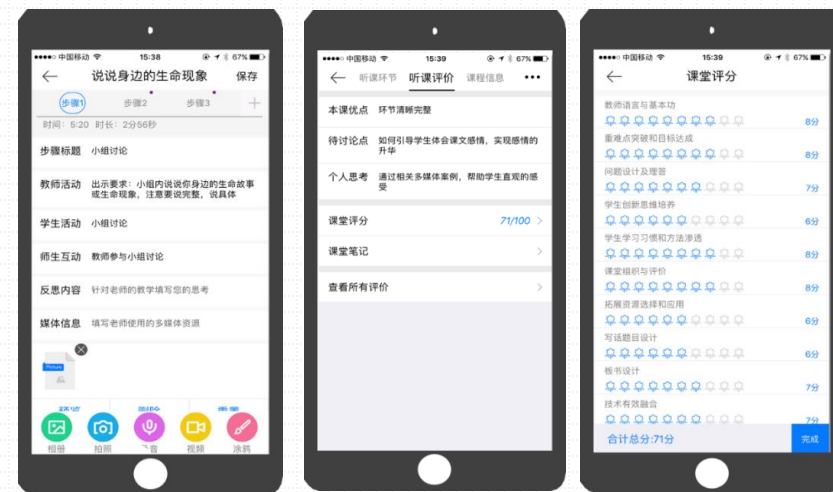 中国移动 15:38 67%
说说身边的生命现象 保存
步骤1 步骤2 步骤3
时间：5:20 时长：2分66秒
步骤标题 小组讨论
教师活动 出示要求：小组内说说你身边的生命故事
或生命现象，注意要说完整，说具体
学生活动 小组讨论
师生互动 教师参与小组讨论
反思内容 针对老师的教学填写您的思考
媒体信息 填写老师使用的多媒体资源
Picture
相册 拍照 音 视频 涂鸦
中国移动 15:39 67%
听课环节 听课评价 课程信息
本课优点 环节清晰完整
待讨论点 如何引导学生体会课文感情，实现感情的
升华
个人思考 通过相关多媒体案例，帮助学生直观的感
受
课堂评分 71/100
课堂笔记
查看所有评价
中国移动 15:39 67%
课堂评分
教师语言与基本功
8分
重难点突破和目标达成
8分
问题设计及理答
7分
学生创新思维培养
6分
学生学习习惯和方法渗透
8分
课堂组织与评价
8分
拓展资源选择和应用
6分
写话题目设计
6分
板书设计
7分
技术有效融合
7分
合计总分:71分 完成